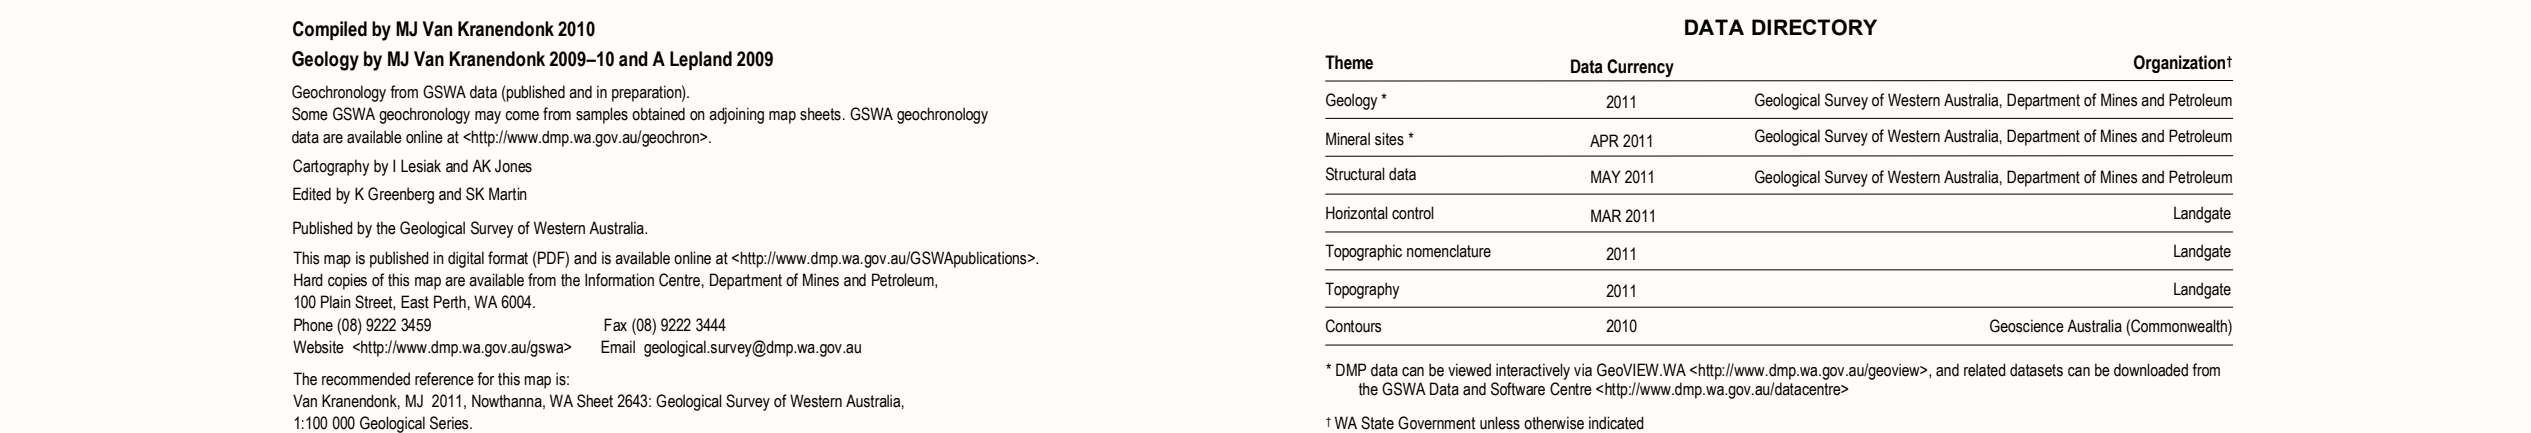 Compiled by MJ Van Kranendonk 2010
Geology by MJ Van Kranendonk 2009–10 and A Lepland 2009
Geochronology from GSWA data (published and in preparation).
Some GSWA geochronology may come from samples obtained on adjoining map sheets. GSWA geochronology
data are available online at <http://www.dmp.wa.gov.au/geochron>.
Cartography by I Lesiak and AK Jones
Edited by K Greenberg and SK Martin
Published by the Geological Survey of Western Australia.
This map is published in digital format (PDF) and is available online at <http://www.dmp.wa.gov.au/GSWApublications>.
Hard copies of this map are available from the Information Centre, Department of Mines and Petroleum,
100 Plain Street, East Perth, WA 6004.
Phone (08) 9222 3459 Fax (08) 9222 3444
Website <http://www.dmp.wa.gov.au/gswa> Email geological.survey@dmp.wa.gov.au
The recommended reference for this map is:
Van Kranendonk, MJ 2011, Nowthanna, WA Sheet 2643: Geological Survey of Western Australia,
1:100 000 Geological Series.
DATA DIRECTORY
Theme Data Currency Organization†
Geology * 2011 Geological Survey of Western Australia, Department of Mines and Petroleum
Mineral sites * APR 2011 Geological Survey of Western Australia, Department of Mines and Petroleum
Structural data MAY 2011 Geological Survey of Western Australia, Department of Mines and Petroleum
Horizontal control MAR 2011 Landgate
Topographic nomenclature 2011 Landgate
Topography 2011 Landgate
Contours 2010 Geoscience Australia (Commonwealth)
* DMP data can be viewed interactively via GeoVIEW.WA <http://www.dmp.wa.gov.au/geoview>, and related datasets can be downloaded from
the GSWA Data and Software Centre <http://www.dmp.wa.gov.au/datacentre>
† WA State Government unless otherwise indicated